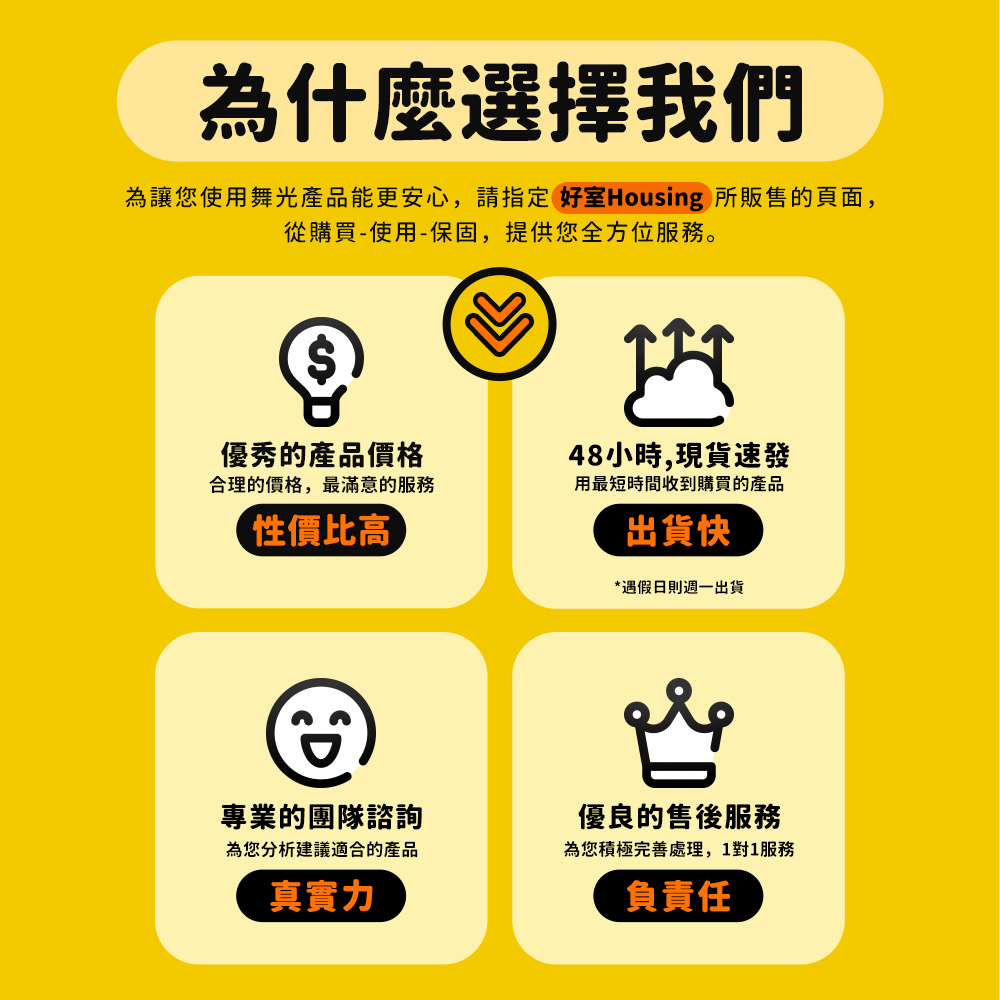 為什麼選擇我們
為讓您使用舞光產品能更安心，請指定 好室Housing 所販售的頁面，
從購買-使用-保固，提供您全方位服務。
$
優秀的產品價格
合理的價格，最滿意的服務
性價比高
48小時,現貨速發
用最短時間收到購買的產品
出貨快
*遇假日則週一出貨
專業的團隊諮詢
為您分析建議適合的產品
真實力
優良的售後服務
為您積極完善處理，1對1服務
負責任